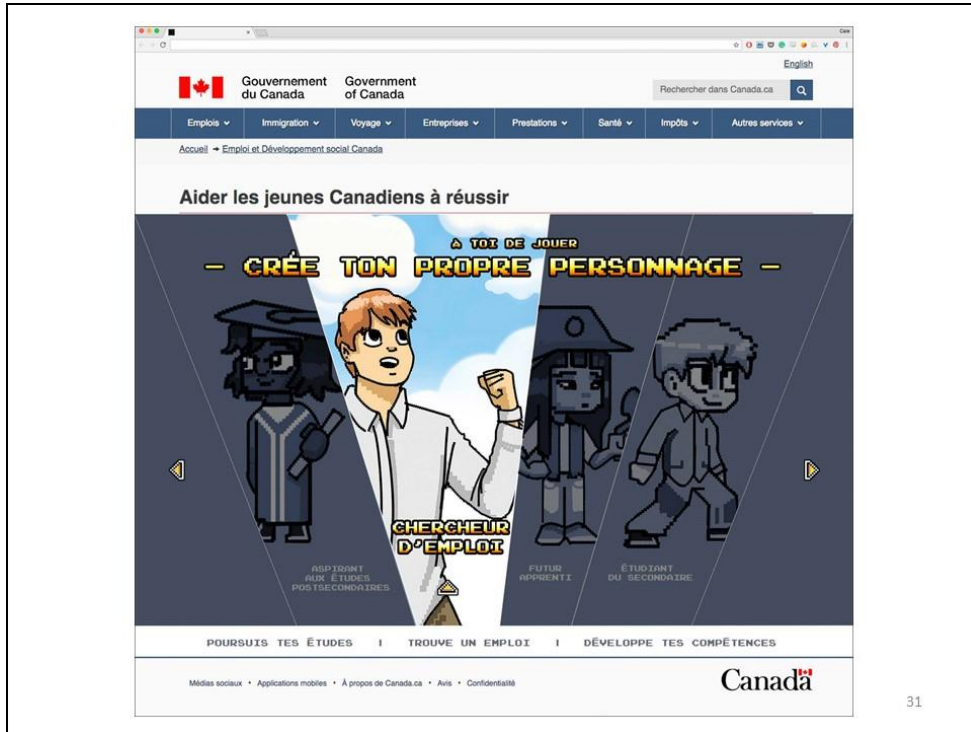 English
Gouvernement du Canada
Government of Canada
Rechercher dans Canada.ca
Emplois Immigration Voyage Entreprises Prestations Santé Impôts Autres services
Accueil → Emploi et Développement social Canada
Aider les jeunes Canadiens à réussir
A TOI DE JOUER
– CRÉE TON PROPRE PERSONNAGE –
CHERCHEUR
D'EMPLOI
ASPIRANT
AUX ÉTUDES
POSTSECONDAIRES
FUTUR
APPRENTI
ÉTUDIANT
DU SECONDAIRE
POURSUIS TES ÉTUDES | TROUVE UN EMPLOI | DÉVELOPPE TES COMPÉTENCES
Médias sociaux • Applications mobiles • À propos de Canada.ca • Avis • Confidentialité
Canada
31